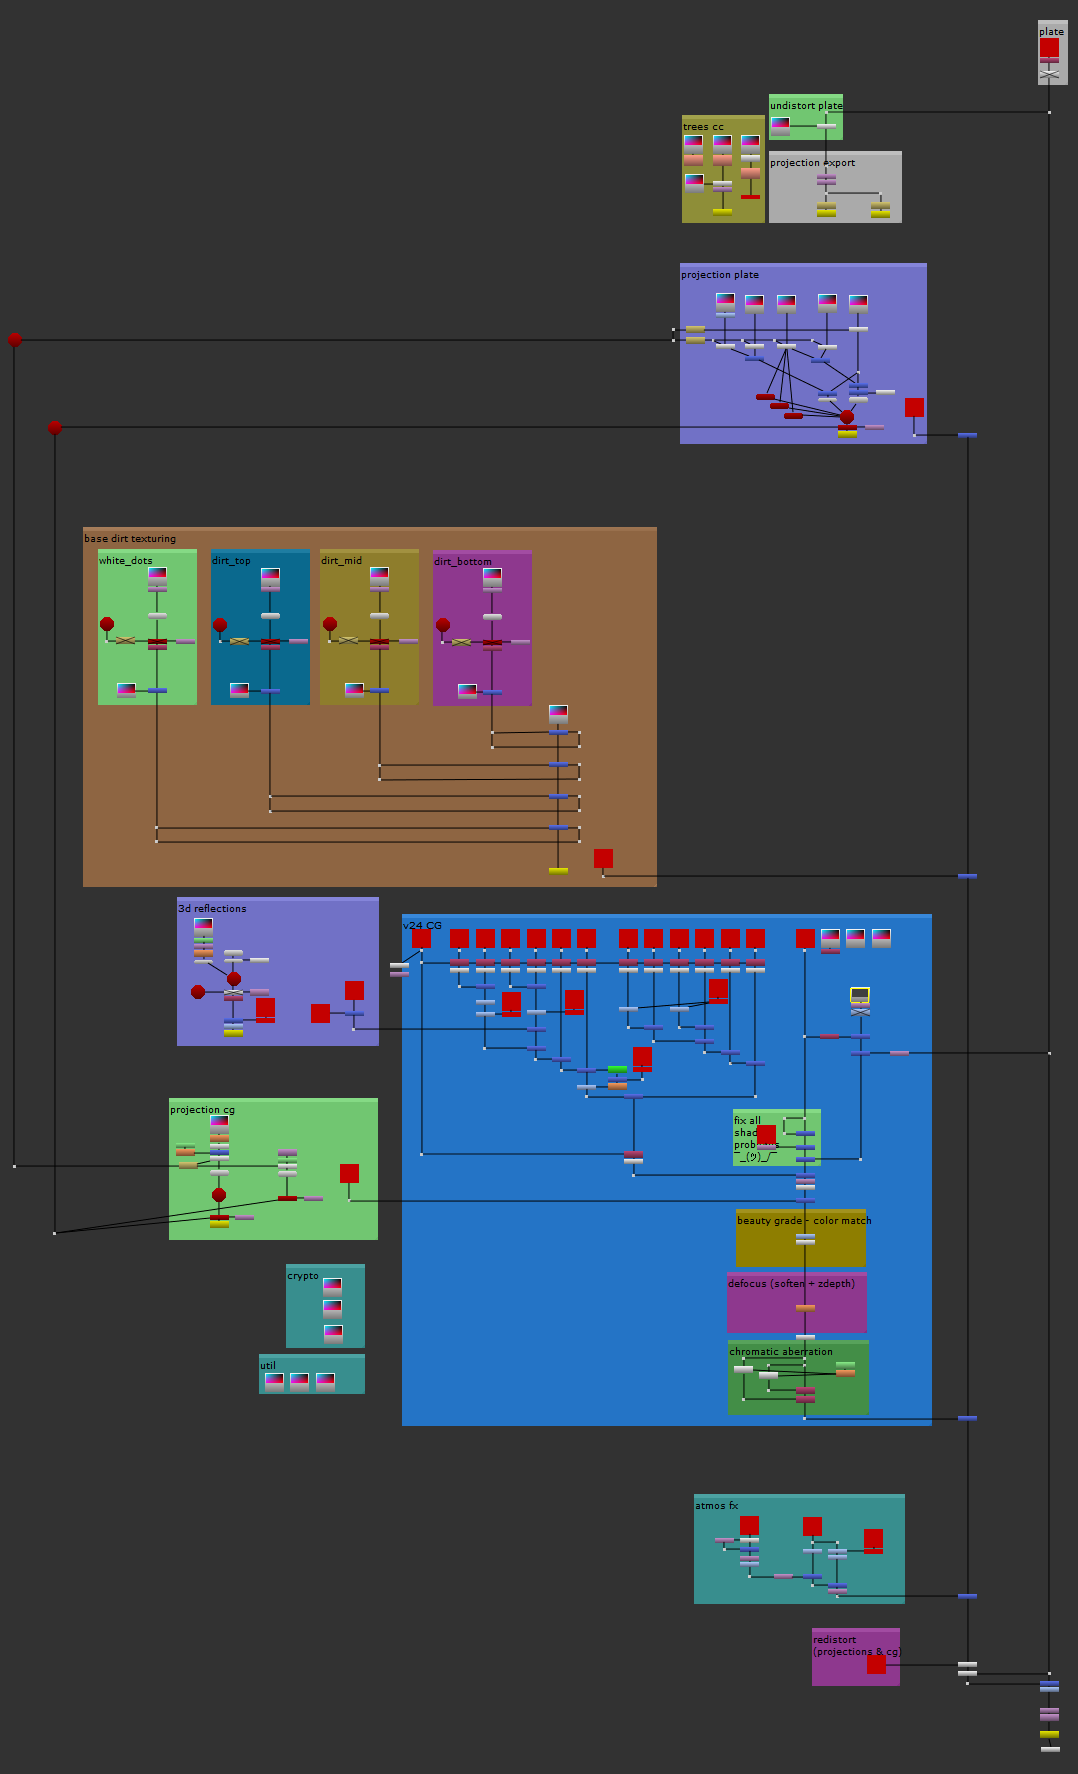 plate
undistort plate
trees cc
projection export
projection plate
base dirt texturing
white_dots
dirt_top
dirt_mid
dirt_bottom
3d reflections
v24 CG
projection cg
fix all
beauty grade - color match
crypto
defocus (soften + zdepth)
chromatic aberration
util
atmos fx
redistort
(projections & cg)